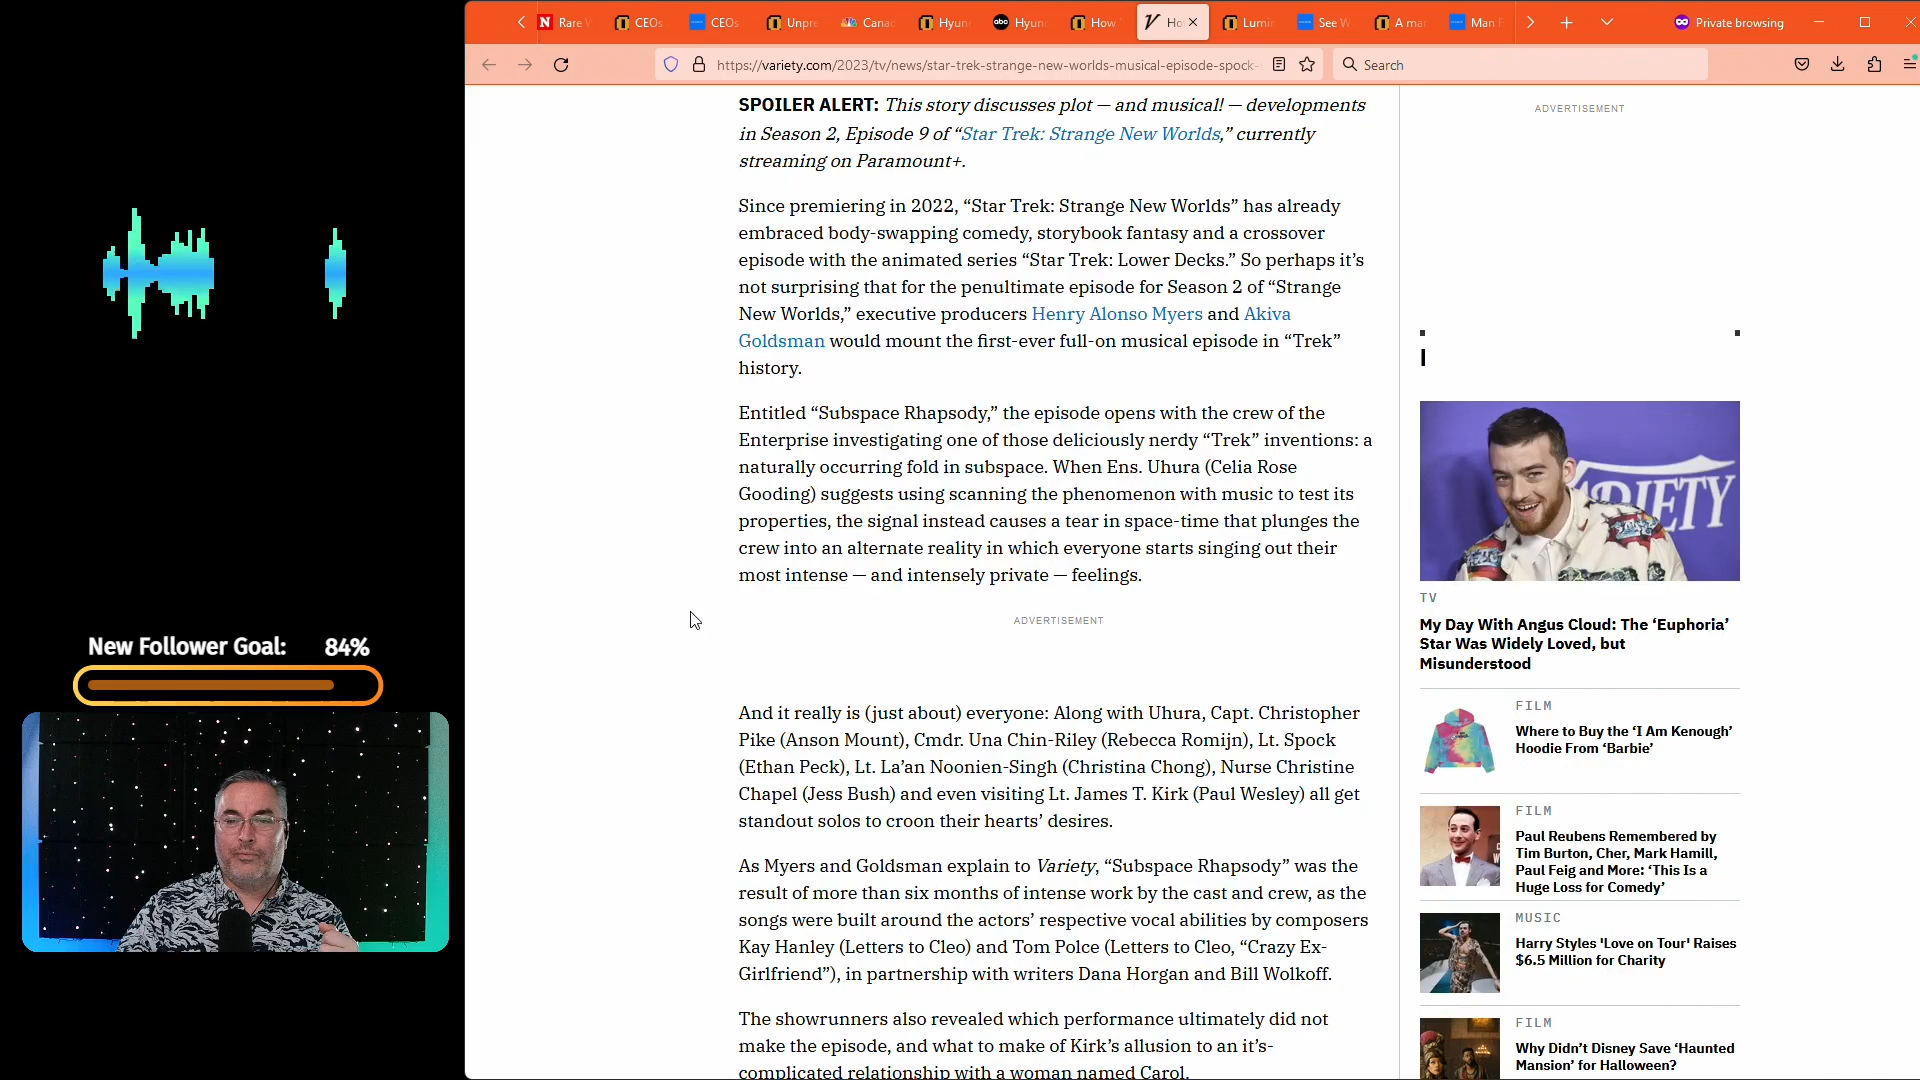 Rare
CEOs
CEOs
Unpr
Cana
Hyun
abc
Hyun
How
Ho
Lumi
See W
A ma
Man
Private browsing
https://variety.com/2023/tv/news/star-trek-strange-new-worlds-musical-episode-spock-
Search
SPOILER ALERT: This story discusses plot — and musical! — developments
in Season 2, Episode 9 of “Star Trek: Strange New Worlds,” currently
streaming on Paramount+.
Since premiering in 2022, “Star Trek: Strange New Worlds” has already
embraced body-swapping comedy, storybook fantasy and a crossover
episode with the animated series “Star Trek: Lower Decks.” So perhaps it’s
not surprising that for the penultimate episode for Season 2 of “Strange
New Worlds,” executive producers Henry Alonso Myers and Akiva
Goldsman would mount the first-ever full-on musical episode in “Trek”
history.
Entitled “Subspace Rhapsody,” the episode opens with the crew of the
Enterprise investigating one of those deliciously nerdy “Trek” inventions: a
naturally occurring fold in subspace. When Ens. Uhura (Celia Rose
Gooding) suggests using scanning the phenomenon with music to test its
properties, the signal instead causes a tear in space-time that plunges the
crew into an alternate reality in which everyone starts singing out their
most intense — and intensely private — feelings.
ADVERTISEMENT
And it really is (just about) everyone: Along with Uhura, Capt. Christopher
Pike (Anson Mount), Cmdr. Una Chin-Riley (Rebecca Romijn), Lt. Spock
(Ethan Peck), Lt. La’an Noonien-Singh (Christina Chong), Nurse Christine
Chapel (Jess Bush) and even visiting Lt. James T. Kirk (Paul Wesley) all get
standout solos to croon their hearts’ desires.
As Myers and Goldsman explain to Variety, “Subspace Rhapsody” was the
result of more than six months of intense work by the cast and crew, as the
songs were built around the actors’ respective vocal abilities by composers
Kay Hanley (Letters to Cleo) and Tom Polce (Letters to Cleo, “Crazy Ex-
Girlfriend”), in partnership with writers Dana Horgan and Bill Wolkoff.
The showrunners also revealed which performance ultimately did not
make the episode, and what to make of Kirk’s allusion to an it’s-
complicated relationship with a woman named Carol.
ADVERTISEMENT
VARIETY
TV
My Day With Angus Cloud: The ‘Euphoria’
Star Was Widely Loved, but
Misunderstood
FILM
Where to Buy the ‘I Am Kenough’
Hoodie From ‘Barbie’
FILM
Paul Reubens Remembered by
Tim Burton, Cher, Mark Hamill,
Paul Feig and More: ‘This Is a
Huge Loss for Comedy’
MUSIC
Harry Styles 'Love on Tour' Raises
$6.5 Million for Charity
FILM
Why Didn’t Disney Save ‘Haunted
Mansion’ for Halloween?
New Follower Goal: 84%